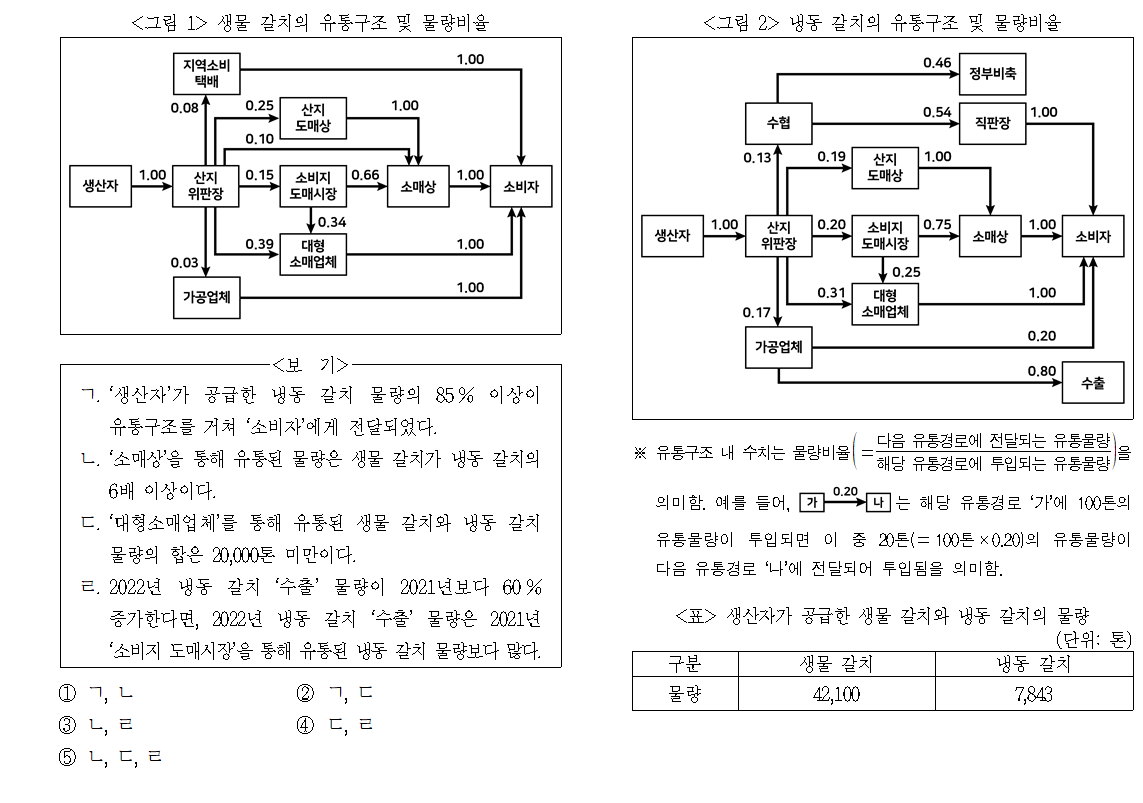 <그림 1> 생물 갈치의 유통구조 및 물량비율
지역소비
택배
1.00
0.08
0.25
산지
도매상
1.00
0.10
생산자
1.00
산지
위판장
0.15
소비지
도매시장
0.66
소매상
1.00
소비자
0.34
0.39
대형
소매업체
1.00
0.03
가공업체
1.00
<보 기>
ㄱ. ‘생산자’가 공급한 냉동 갈치 물량의 85% 이상이
유통구조를 거쳐 ‘소비자’에게 전달되었다.
ㄴ. ‘소매상’을 통해 유통된 물량은 생물 갈치가 냉동 갈치의
6배 이상이다.
ㄷ. ‘대형소매업체’를 통해 유통된 생물 갈치와 냉동 갈치
물량의 합은 20,000톤 미만이다.
ㄹ. 2022년 냉동 갈치 ‘수출’ 물량이 2021년보다 60%
증가한다면, 2022년 냉동 갈치 ‘수출’ 물량은 2021년
‘소비지 도매시장’을 통해 유통된 냉동 갈치 물량보다 많다.
① ㄱ, ㄴ
② ㄱ, ㄷ
③ ㄴ, ㄹ
④ ㄷ, ㄹ
⑤ ㄴ, ㄷ, ㄹ
<그림 2> 냉동 갈치의 유통구조 및 물량비율
0.46
정부비축
수협
0.54
직판장
1.00
0.13
0.19
산지
도매상
1.00
생산자
1.00
산지
위판장
0.20
소비지
도매시장
0.75
소매상
1.00
소비자
0.25
0.31
대형
소매업체
1.00
0.17
가공업체
0.20
0.80
수출
※ 유통구조 내 수치는 물량비율(= 다음 유통경로에 전달되는 유통물량 / 해당 유통경로에 투입되는 유통물량)을
의미함. 예를 들어, 가 0.20 나 는 해당 유통경로 ‘가’에 100톤의
유통물량이 투입되면 이 중 20톤(= 100톤×0.20)의 유통물량이
다음 유통경로 ‘나’에 전달되어 투입됨을 의미함.
<표> 생산자가 공급한 생물 갈치와 냉동 갈치의 물량
(단위: 톤)
구분 생물 갈치 냉동 갈치
물량 42,100 7,843